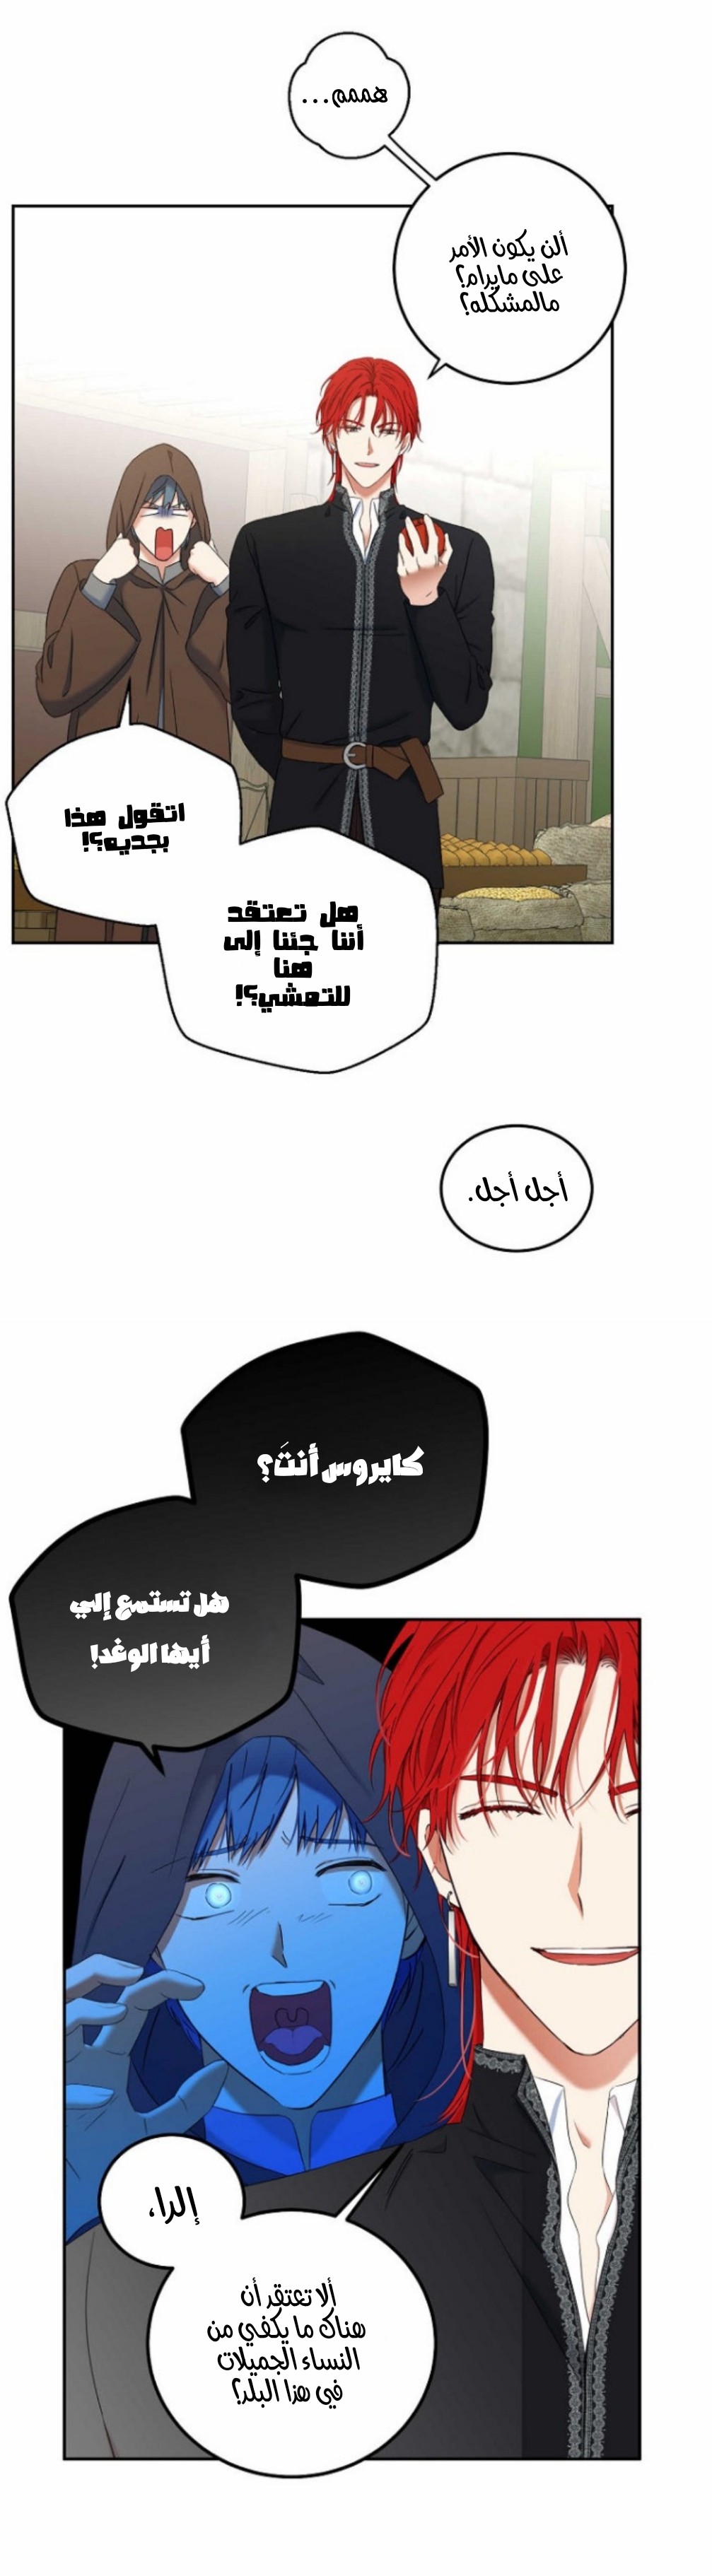 هممم...
ألن يكون الأمر
على مايرام؟
مالمشكله؟
اتقول هذا
بجديه؟!
هل تعتقد
أننا جئنا إلى
هنا
للتعشي؟!
أجل أجل.
كايروس أنتَ؟
هل تستمع إلي
أيها الوغد!
إلرا،
ألا تعتقد أن
هناك ما يكفي من
النساء الجميلات
في هذا البلد؟